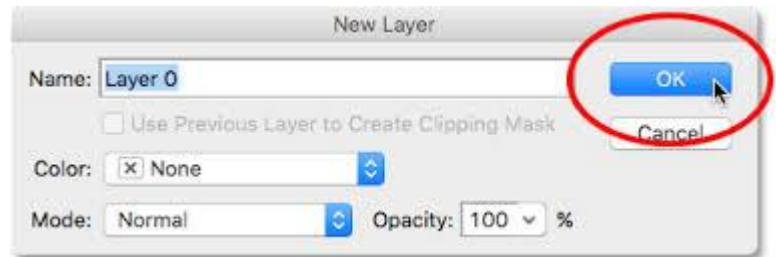 New Layer
Name: Layer 0 OK
Use Previous Layer to Create Clipping Mask Cancel
Color: None
Mode: Normal Opacity: 100 %